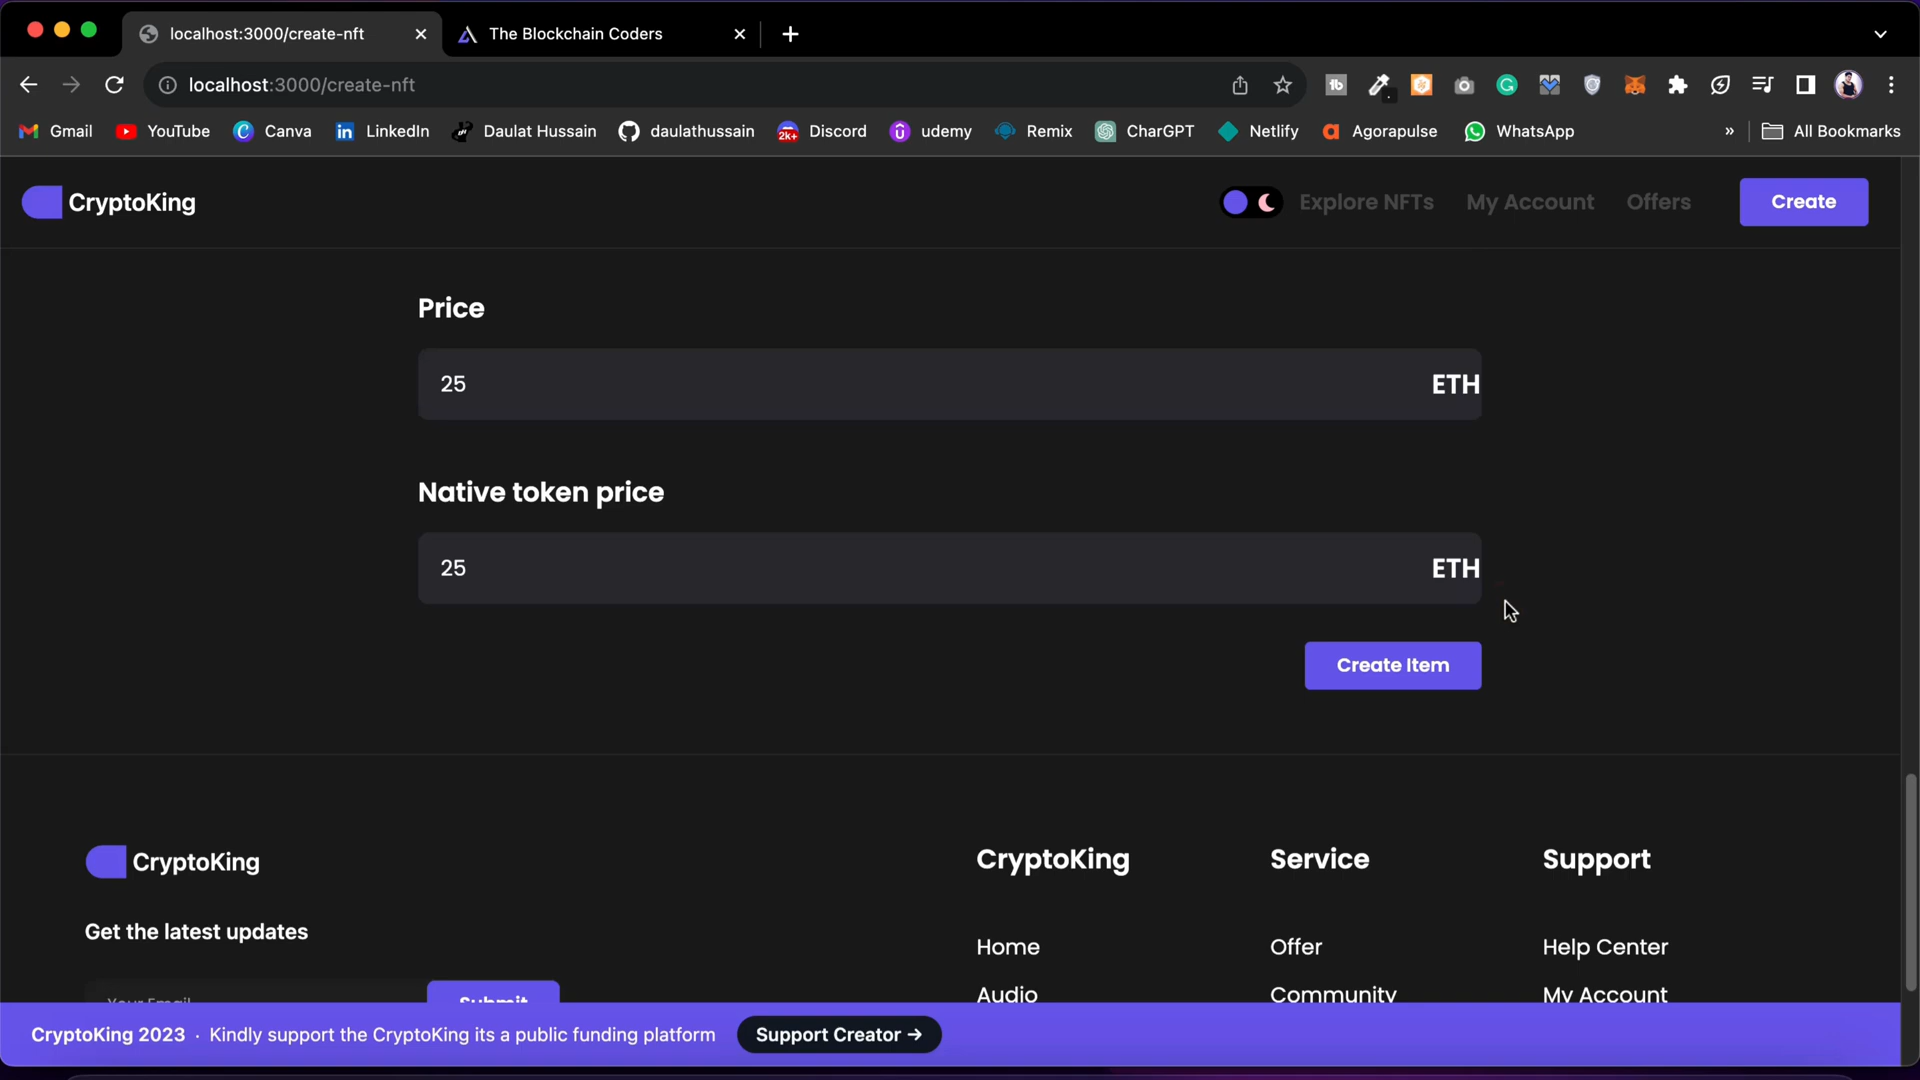 localhost:3000/create-nft
The Blockchain Coders
localhost:3000/create-nft
Gmail
YouTube
Canva
LinkedIn
Daulat Hussain
daulathussain
Discord
udemy
Remix
CharGPT
Netlify
Agorapulse
WhatsApp
»
All Bookmarks
CryptoKing
Explore NFTs
My Account
Offers
Create
Price
25
ETH
Native token price
25
ETH
Create Item
CryptoKing
Get the latest updates
Your Email
Submit
CryptoKing
Home
Audio
Service
Offer
Community
Support
Help Center
My Account
CryptoKing 2023 · Kindly support the CryptoKing its a public funding platform
Support Creator →